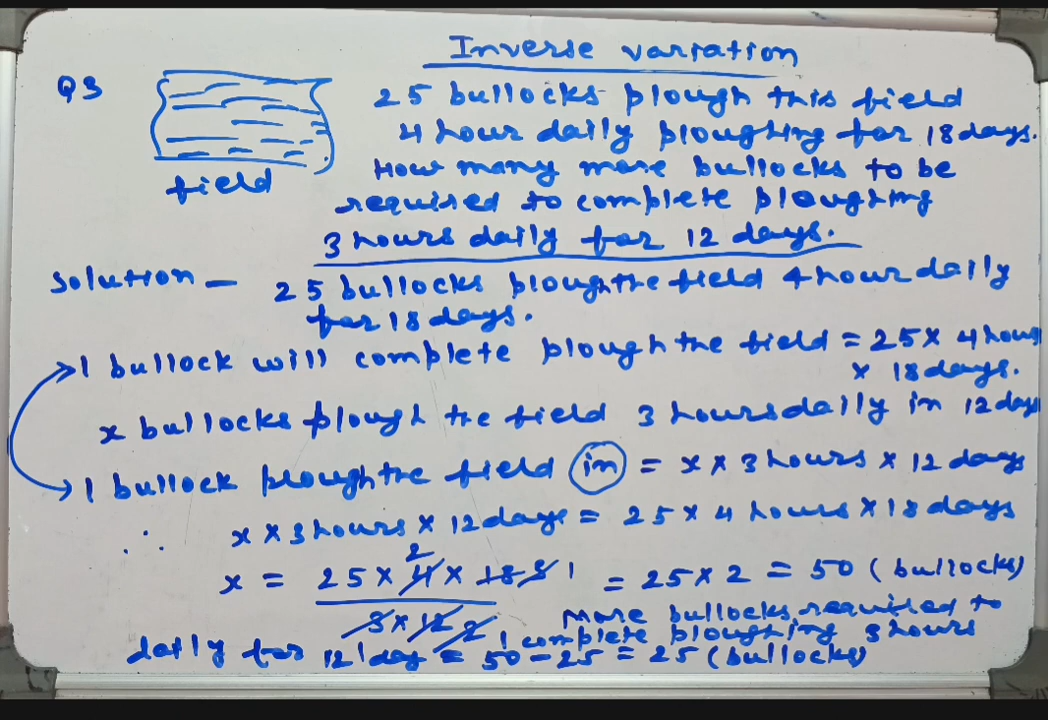 Inverse variation
Q3
25 bullocks plough this field
4 hour daily ploughing for 18 days.
How many more bullocks to be
required to complete ploughing
3 hours daily for 12 days.
field
Solution — 25 bullocks plough the field 4 hour daily
for 18 days.
1 bullock will complete plough the field = 25 × 4 hours
× 18 days.
x bullocks plough the field 3 hours daily in 12 days
1 bullock plough the field in = x × 3 hours × 12 days
∴ x × 3 hours × 12 days = 25 × 4 hours × 18 days
x = 25 × 4 × 18 / 3 × 12 = 25 × 2 = 50 (bullocks)
More bullocks required to
complete ploughing 3 hours
daily for 12 day = 50 - 25 = 25 (bullocks)